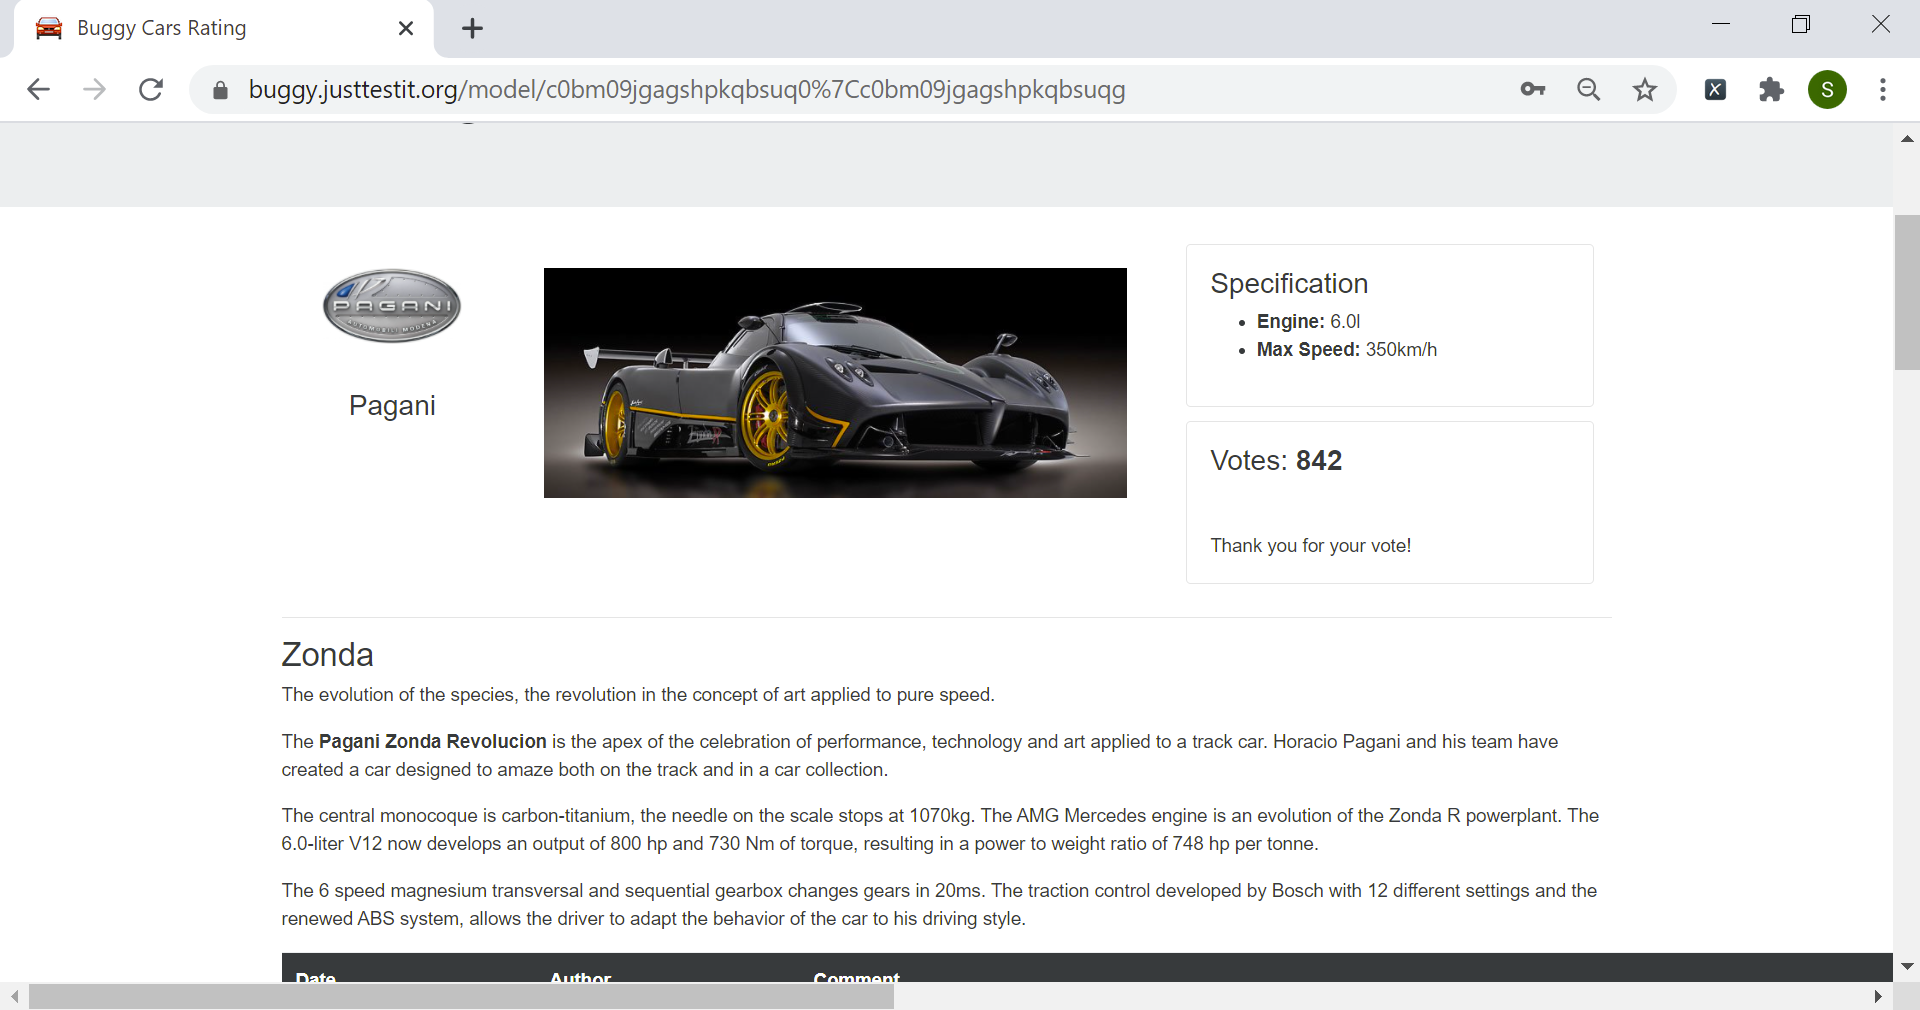 Buggy Cars Rating
buggy.justtestit.org/model/c0bm09jgagshpkqbsuq0%7Cc0bm09jgagshpkqbsuqg
S
PAGANI
AUTOMOBILI MODENA
Pagani
Specification
• Engine: 6.0l
• Max Speed: 350km/h
Votes: 842
Thank you for your vote!
Zonda
The evolution of the species, the revolution in the concept of art applied to pure speed.
The Pagani Zonda Revolucion is the apex of the celebration of performance, technology and art applied to a track car. Horacio Pagani and his team have
created a car designed to amaze both on the track and in a car collection.
The central monocoque is carbon-titanium, the needle on the scale stops at 1070kg. The AMG Mercedes engine is an evolution of the Zonda R powerplant. The
6.0-liter V12 now develops an output of 800 hp and 730 Nm of torque, resulting in a power to weight ratio of 748 hp per tonne.
The 6 speed magnesium transversal and sequential gearbox changes gears in 20ms. The traction control developed by Bosch with 12 different settings and the
renewed ABS system, allows the driver to adapt the behavior of the car to his driving style.
Date Author Comment